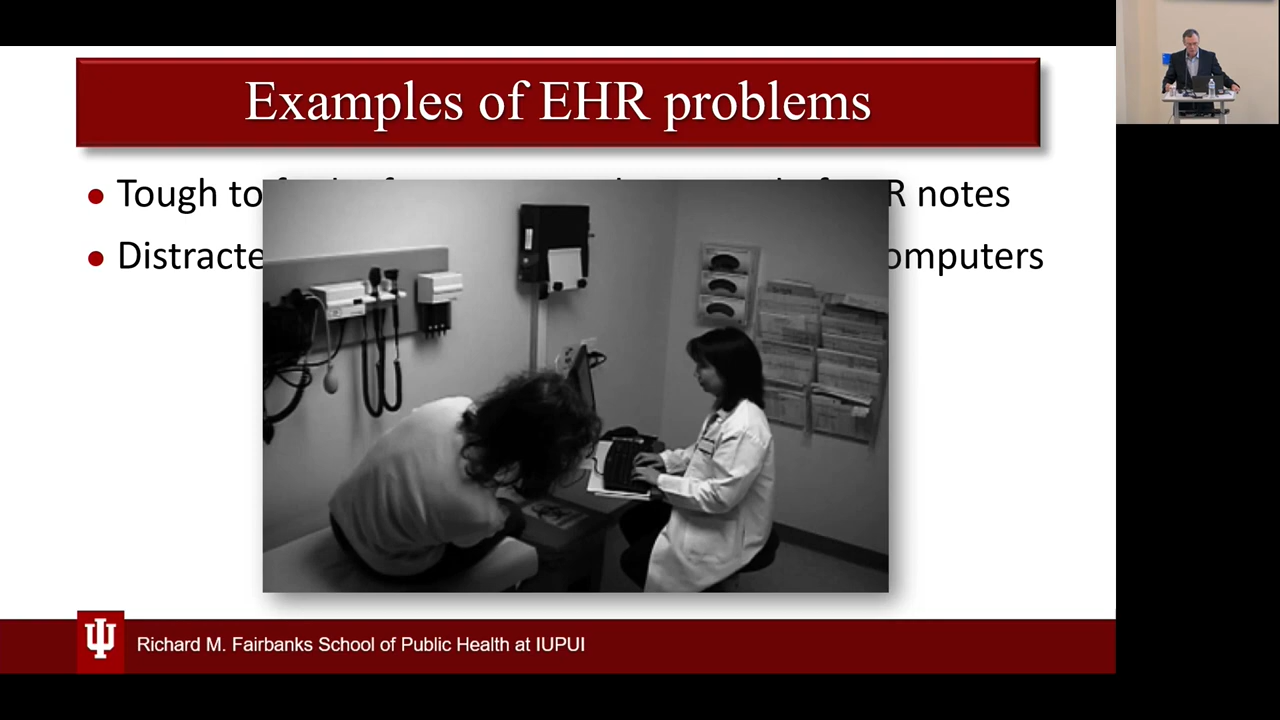 Examples of EHR problems
Tough to R notes
Distracte omputers
Richard M. Fairbanks School of Public Health at IUPUI